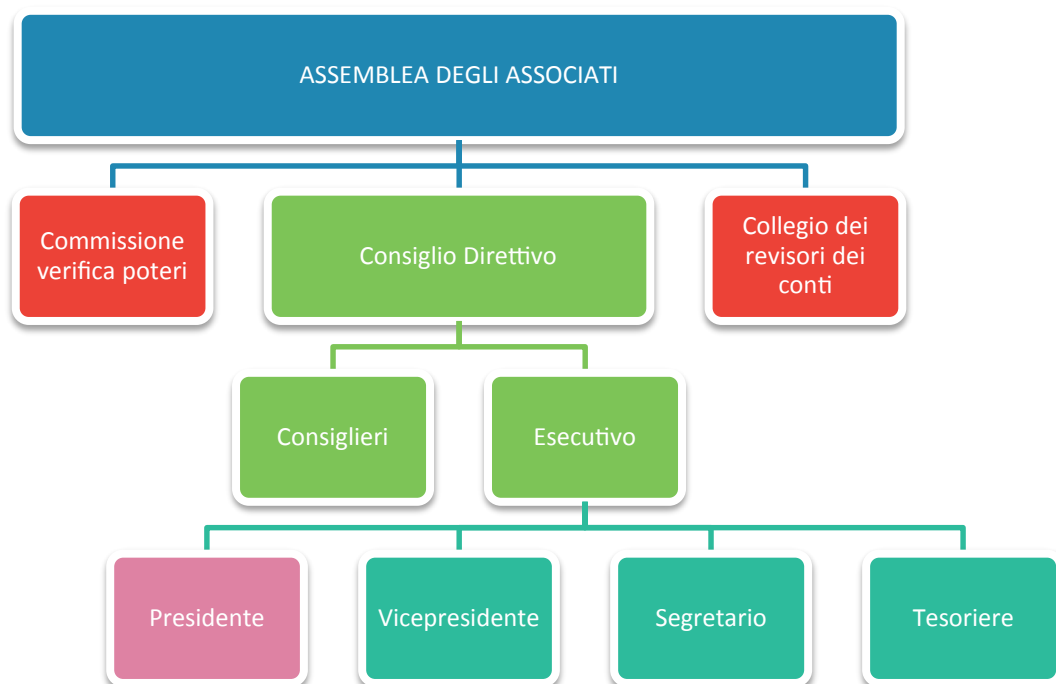 ASSEMBLEA DEGLI ASSOCIATI
Commissione
verifica poteri
Consiglio Direttivo
Collegio dei
revisori dei
conti
Consiglieri
Esecutivo
Presidente
Vicepresidente
Segretario
Tesoriere